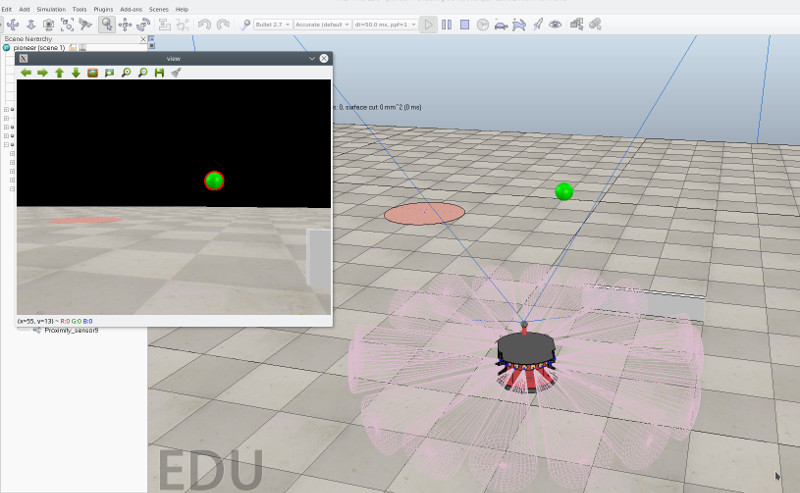 Edit Add Simulation Tools Plugins Add-ons Scenes Help
Bullet 2.7 Accurate (defaul dt=50.0 ms, ppf=1
Scene hierarchy
pioneer (scene 1)
view
s: 0, surface cut 0 mm^2 (0 ms)
(x=55, y=13) ~ R:0 G:0 B:0
Proximity_sensor9
EDU